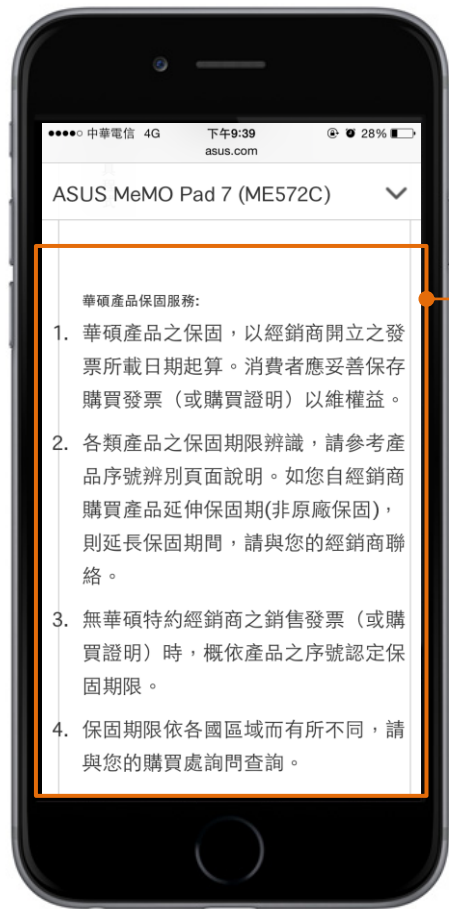 ●●●●○ 中華電信 4G 下午9:39 28%
asus.com
ASUS MeMO Pad 7 (ME572C)
華碩產品保固服務:
1. 華碩產品之保固，以經銷商開立之發
票所載日期起算。消費者應妥善保存
購買發票（或購買證明）以維權益。
2. 各類產品之保固期限辨識，請參考產
品序號辨別頁面說明。如您自經銷商
購買產品延伸保固期(非原廠保固)，
則延長保固期間，請與您的經銷商聯
絡。
3. 無華碩特約經銷商之銷售發票（或購
買證明）時，概依產品之序號認定保
固期限。
4. 保固期限依各國區域而有所不同，請
與您的購買處詢問查詢。